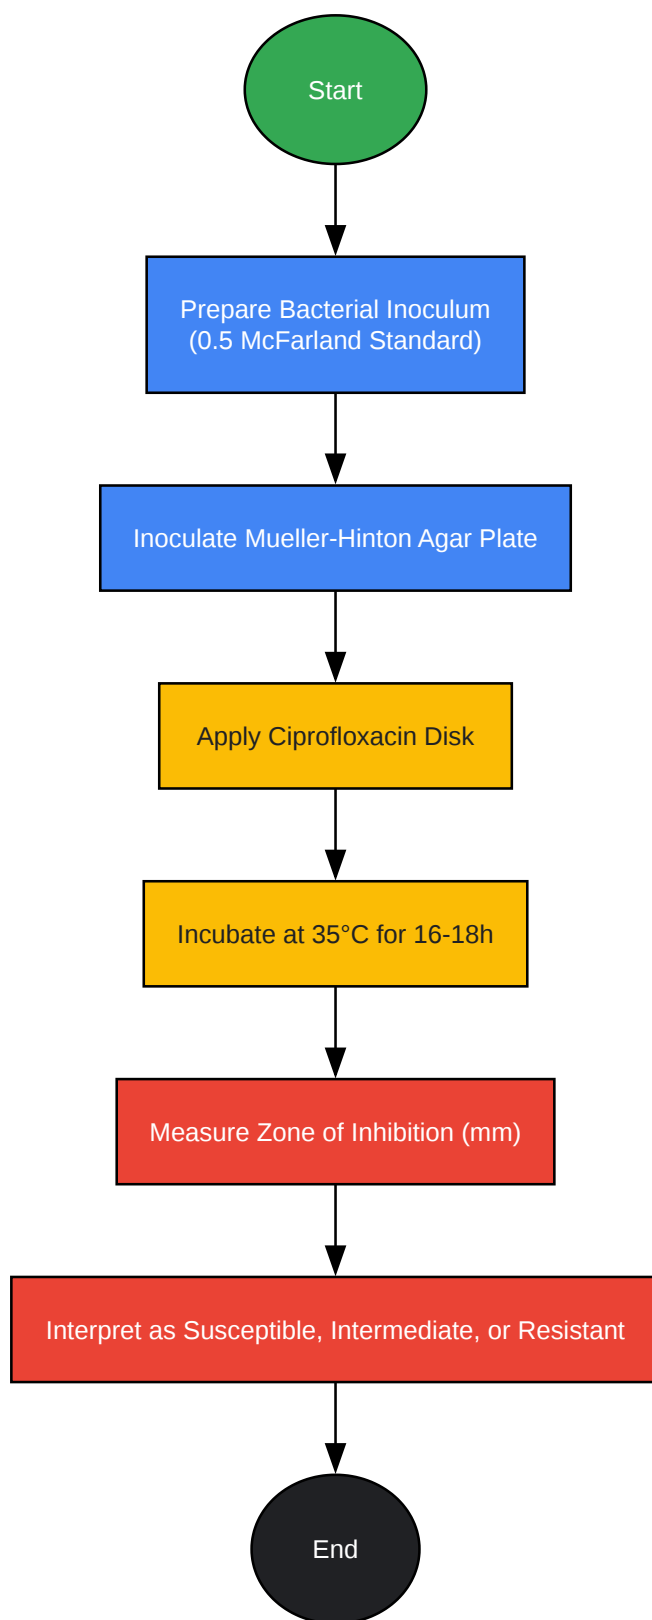 Start
Prepare Bacterial Inoculum
(0.5 McFarland Standard)
Inoculate Mueller-Hinton Agar Plate
Apply Ciprofloxacin Disk
Incubate at 35°C for 16-18h
Measure Zone of Inhibition (mm)
Interpret as Susceptible, Intermediate, or Resistant
End